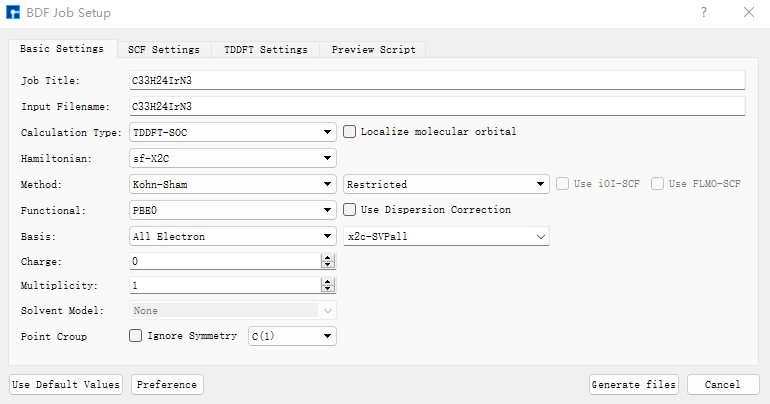 BDF Job Setup
Basic Settings SCF Settings TDDFT Settings Preview Script
Job Title: C33H24IrN3
Input Filename: C33H24IrN3
Calculation Type: TDDFT-SOC Localize molecular orbital
Hamiltonian: sf-X2C
Method: Kohn-Sham Restricted Use iOI-SCF Use FLMO-SCF
Functional: PBE0 Use Dispersion Correction
Basis: All Electron x2c-SVPall
Charge: 0
Multiplicity: 1
Solvent Model: None
Point Croup Ignore Symmetry C(1)
Use Default Values Preference Generate files Cancel